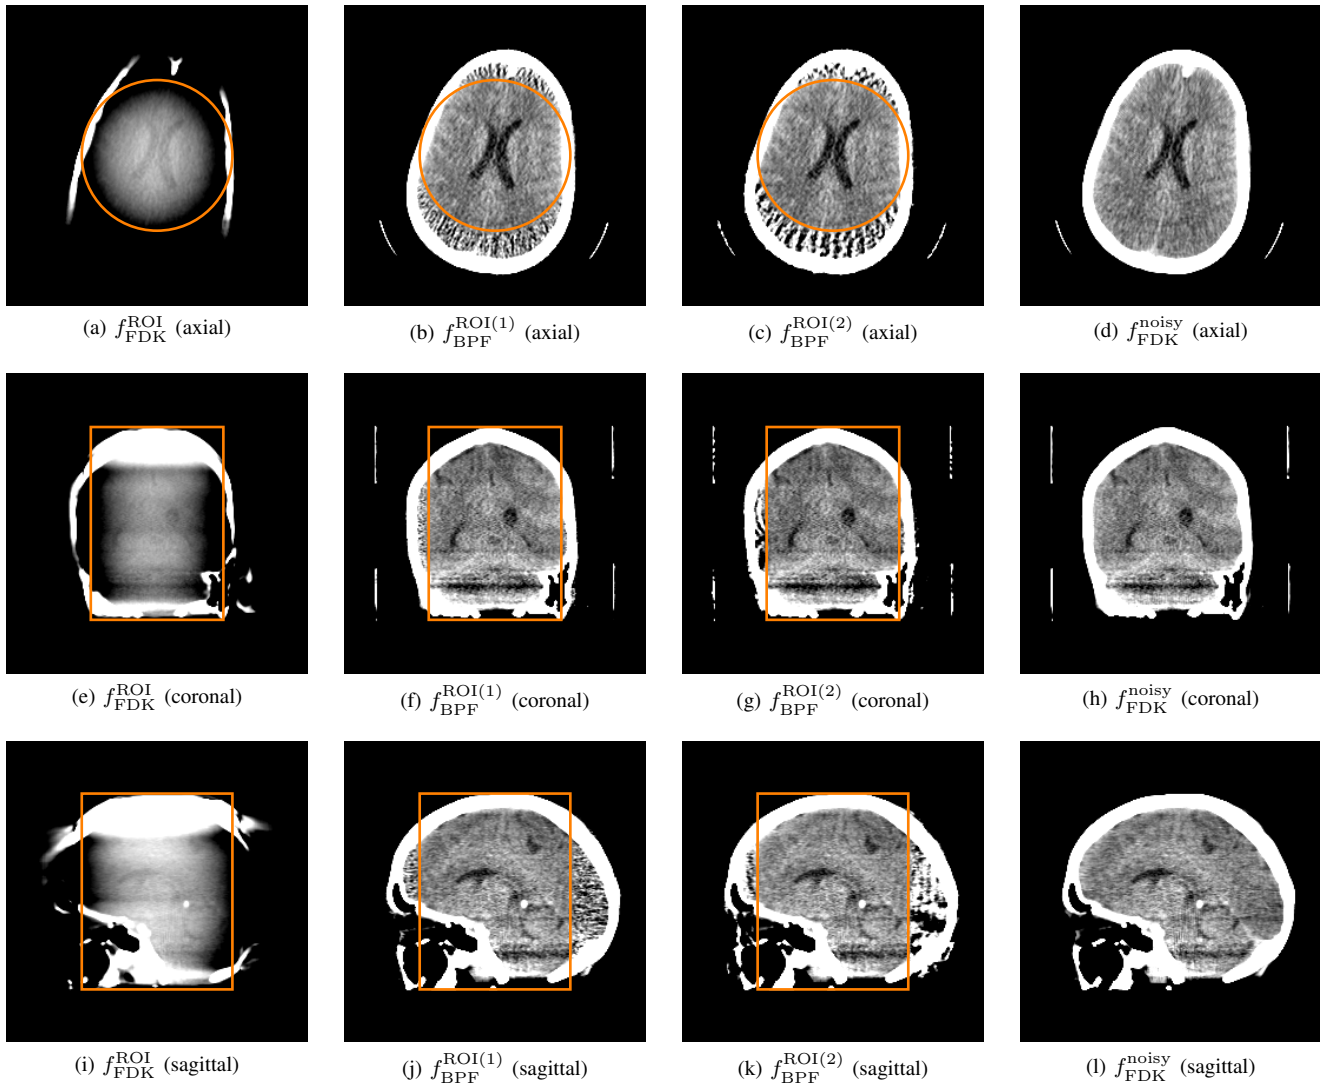 (a) f_FDK^ROI (axial)
(b) f_BPF^ROI(1) (axial)
(c) f_BPF^ROI(2) (axial)
(d) f_FDK^noisy (axial)
(e) f_FDK^ROI (coronal)
(f) f_BPF^ROI(1) (coronal)
(g) f_BPF^ROI(2) (coronal)
(h) f_FDK^noisy (coronal)
(i) f_FDK^ROI (sagittal)
(j) f_BPF^ROI(1) (sagittal)
(k) f_BPF^ROI(2) (sagittal)
(l) f_FDK^noisy (sagittal)